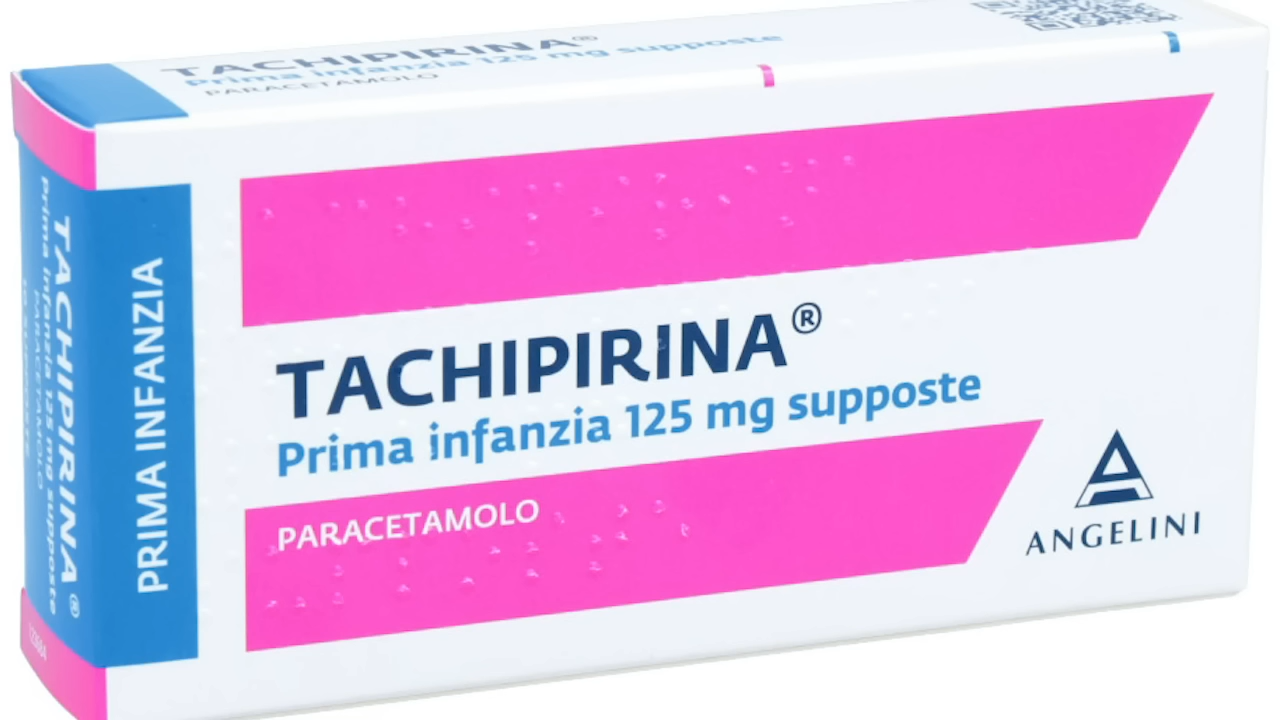 TACHIPIRINA®
Prima infanzia 125 mg supposte
PARACETAMOLO
PRIMA INFANZIA
TACHIPIRINA®
Prima infanzia 125 mg supposte
PARACETAMOLO
TACHIPIRINA®
Prima infanzia 125 mg supposte
PARACETAMOLO
ANGELINI